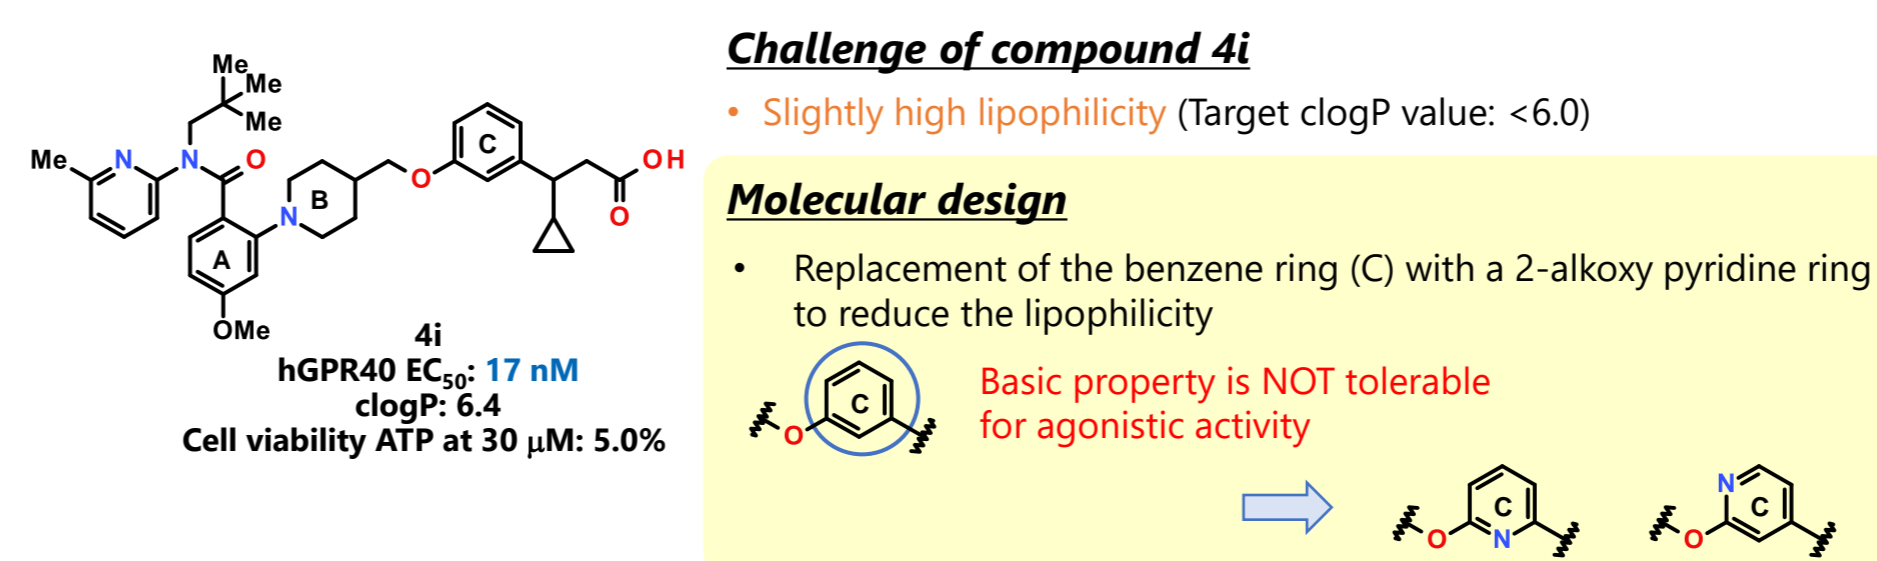 Me
Me
Me
Me
N
N
O
N
B
A
OMe
O
C
OH
O
4i
hGPR40 EC50: 17 nM
clogP: 6.4
Cell viability ATP at 30 μM: 5.0%
Challenge of compound 4i
• Slightly high lipophilicity (Target clogP value: <6.0)
Molecular design
• Replacement of the benzene ring (C) with a 2-alkoxy pyridine ring
to reduce the lipophilicity
O
C
Basic property is NOT tolerable
for agonistic activity
O
C
N
O
N
C